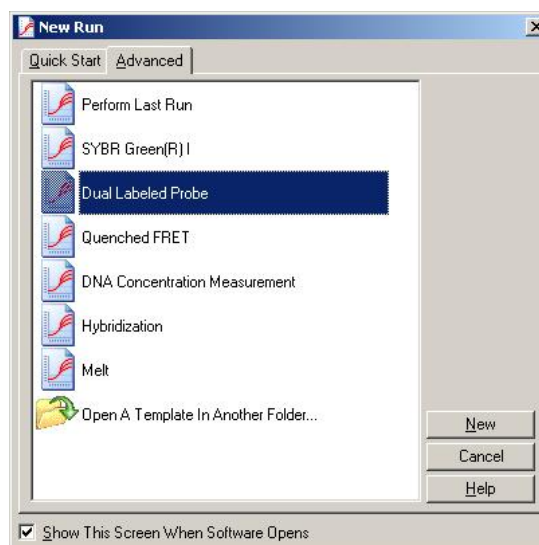 New Run
Quick Start Advanced
Perform Last Run
SYBR Green(R) I
Dual Labeled Probe
Quenched FRET
DNA Concentration Measurement
Hybridization
Melt
Open A Template In Another Folder...
New
Cancel
Help
Show This Screen When Software Opens